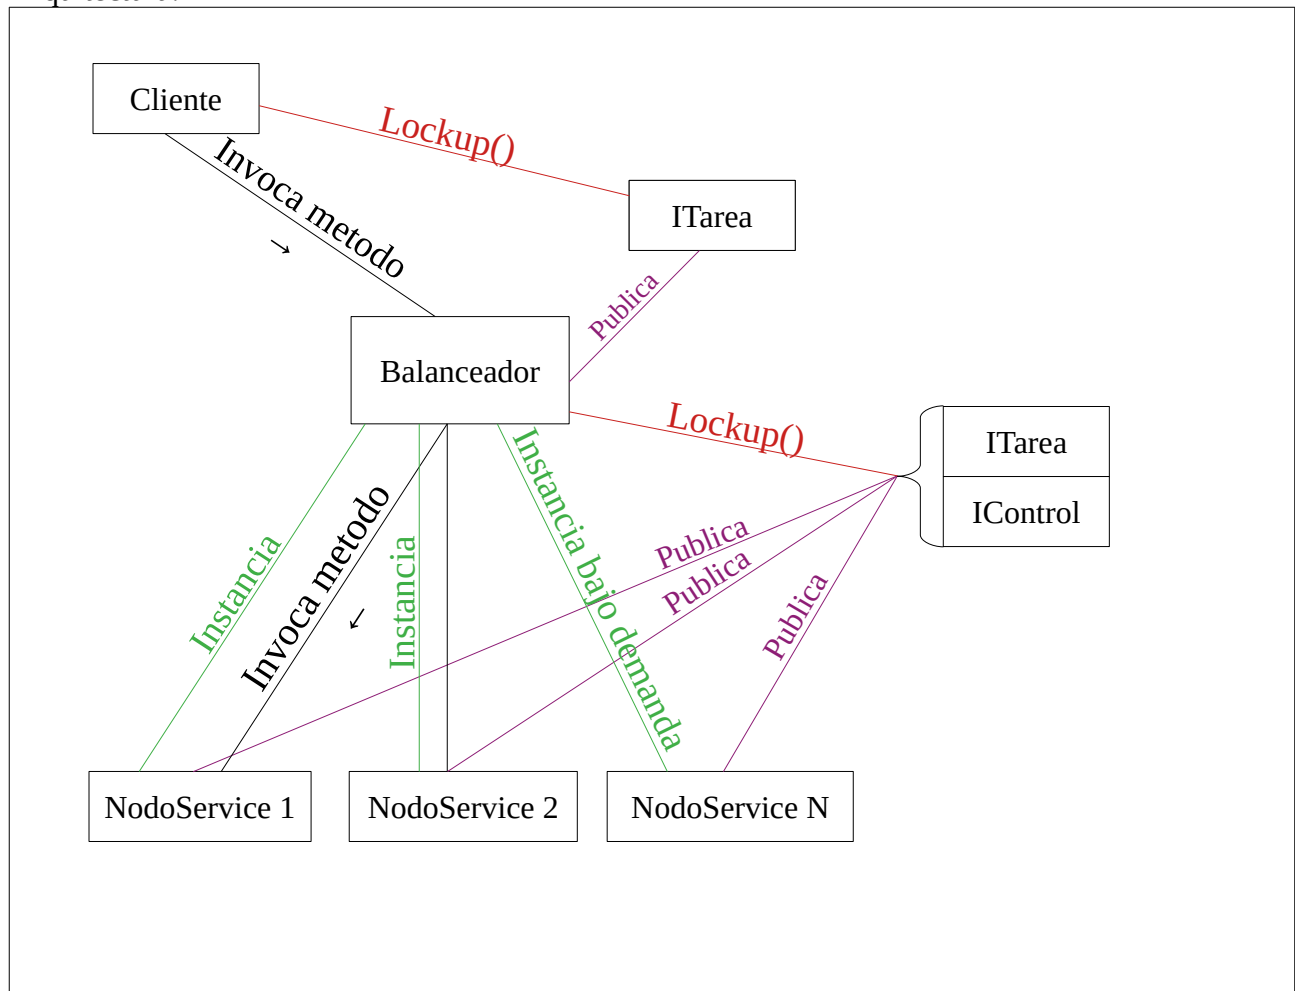 Cliente
Lockup()
Invoca metodo
→
ITarea
Publica
Balanceador
Lockup()
ITarea
IControl
Instancia
Invoca metodo
←
Instancia
Instancia bajo demanda
Publica
Publica
Publica
NodoService 1
NodoService 2
NodoService N